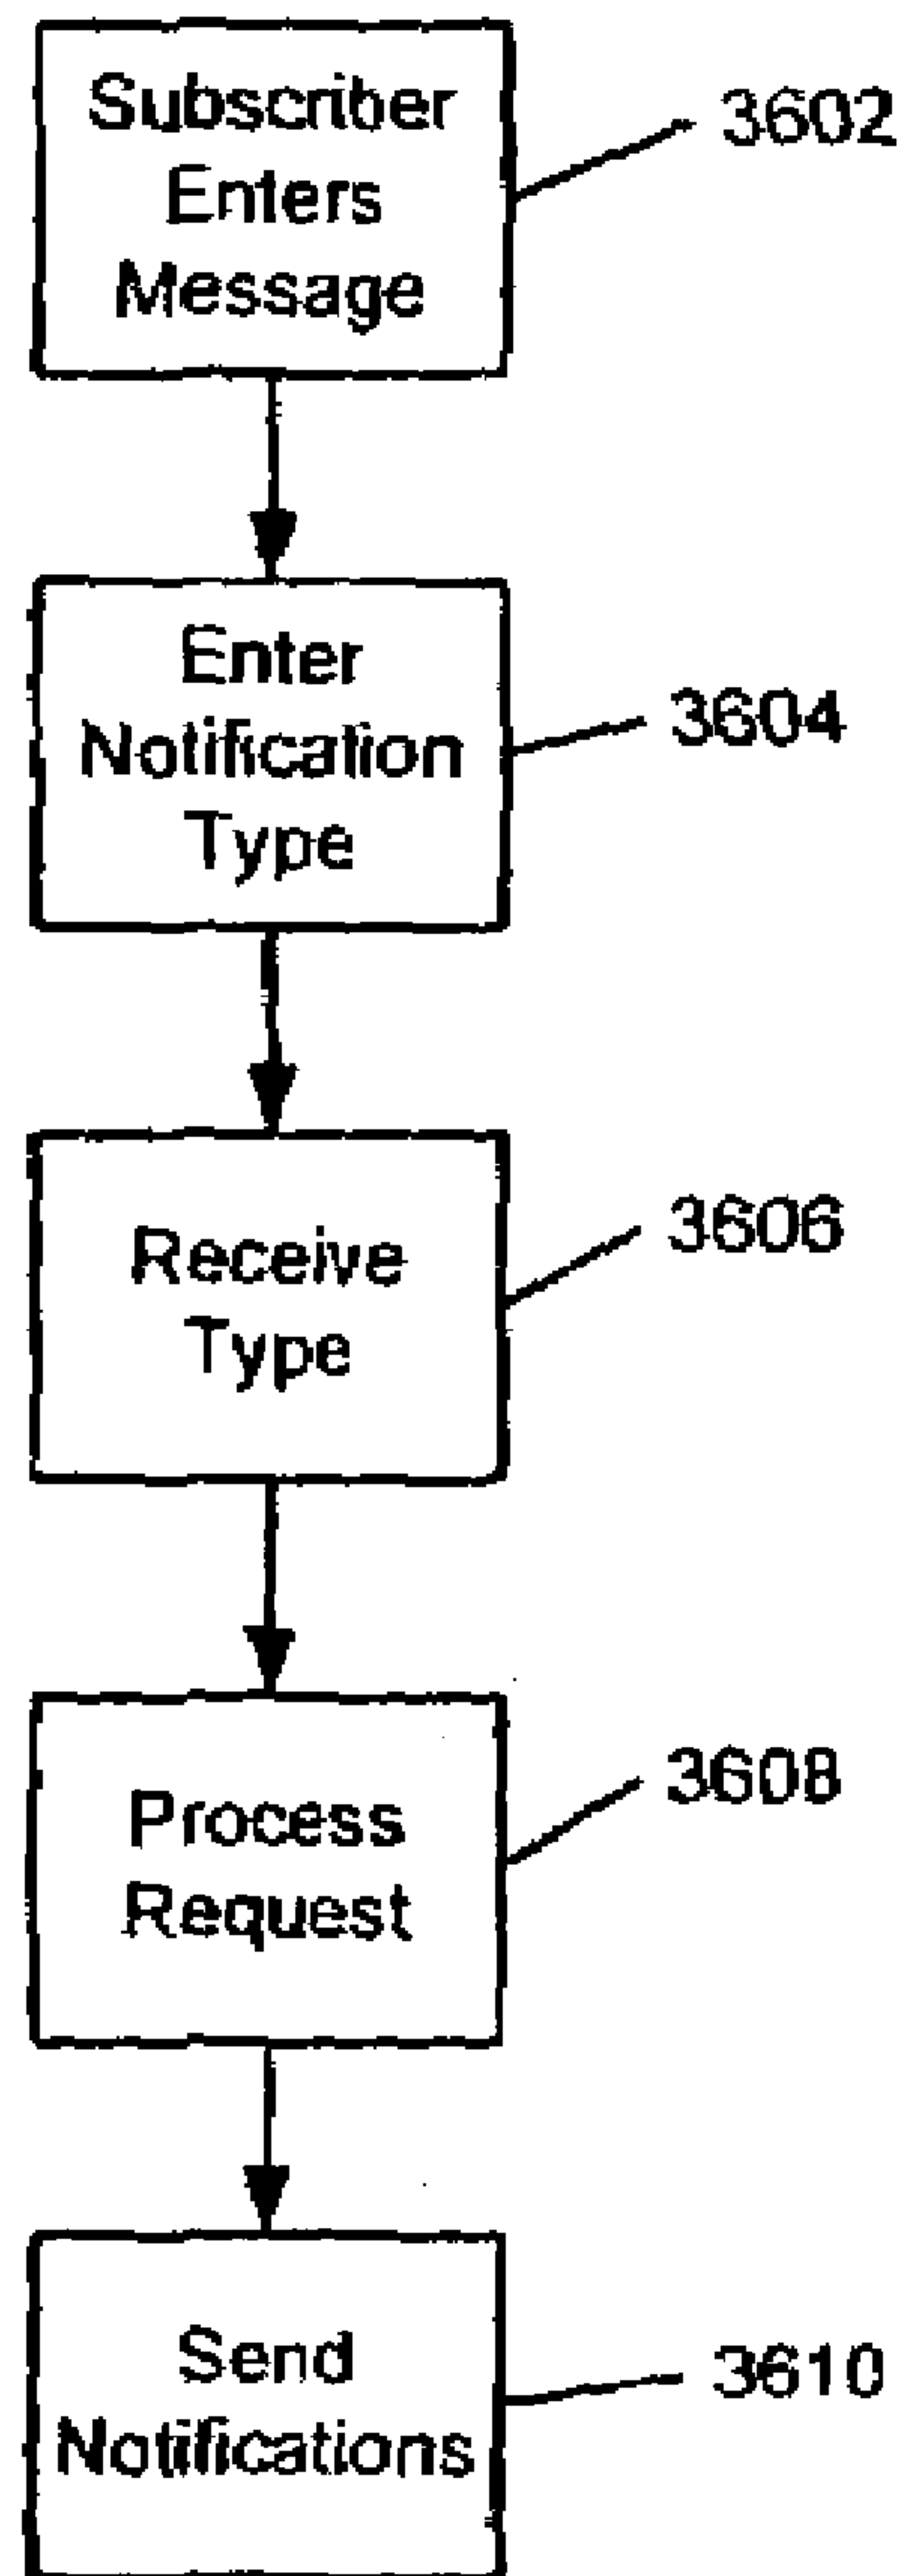 Subscriber
Enters
Message
3602
Enter
Notification
Type
3604
Receive
Type
3606
Process
Request
3608
Send
Notifications
3610